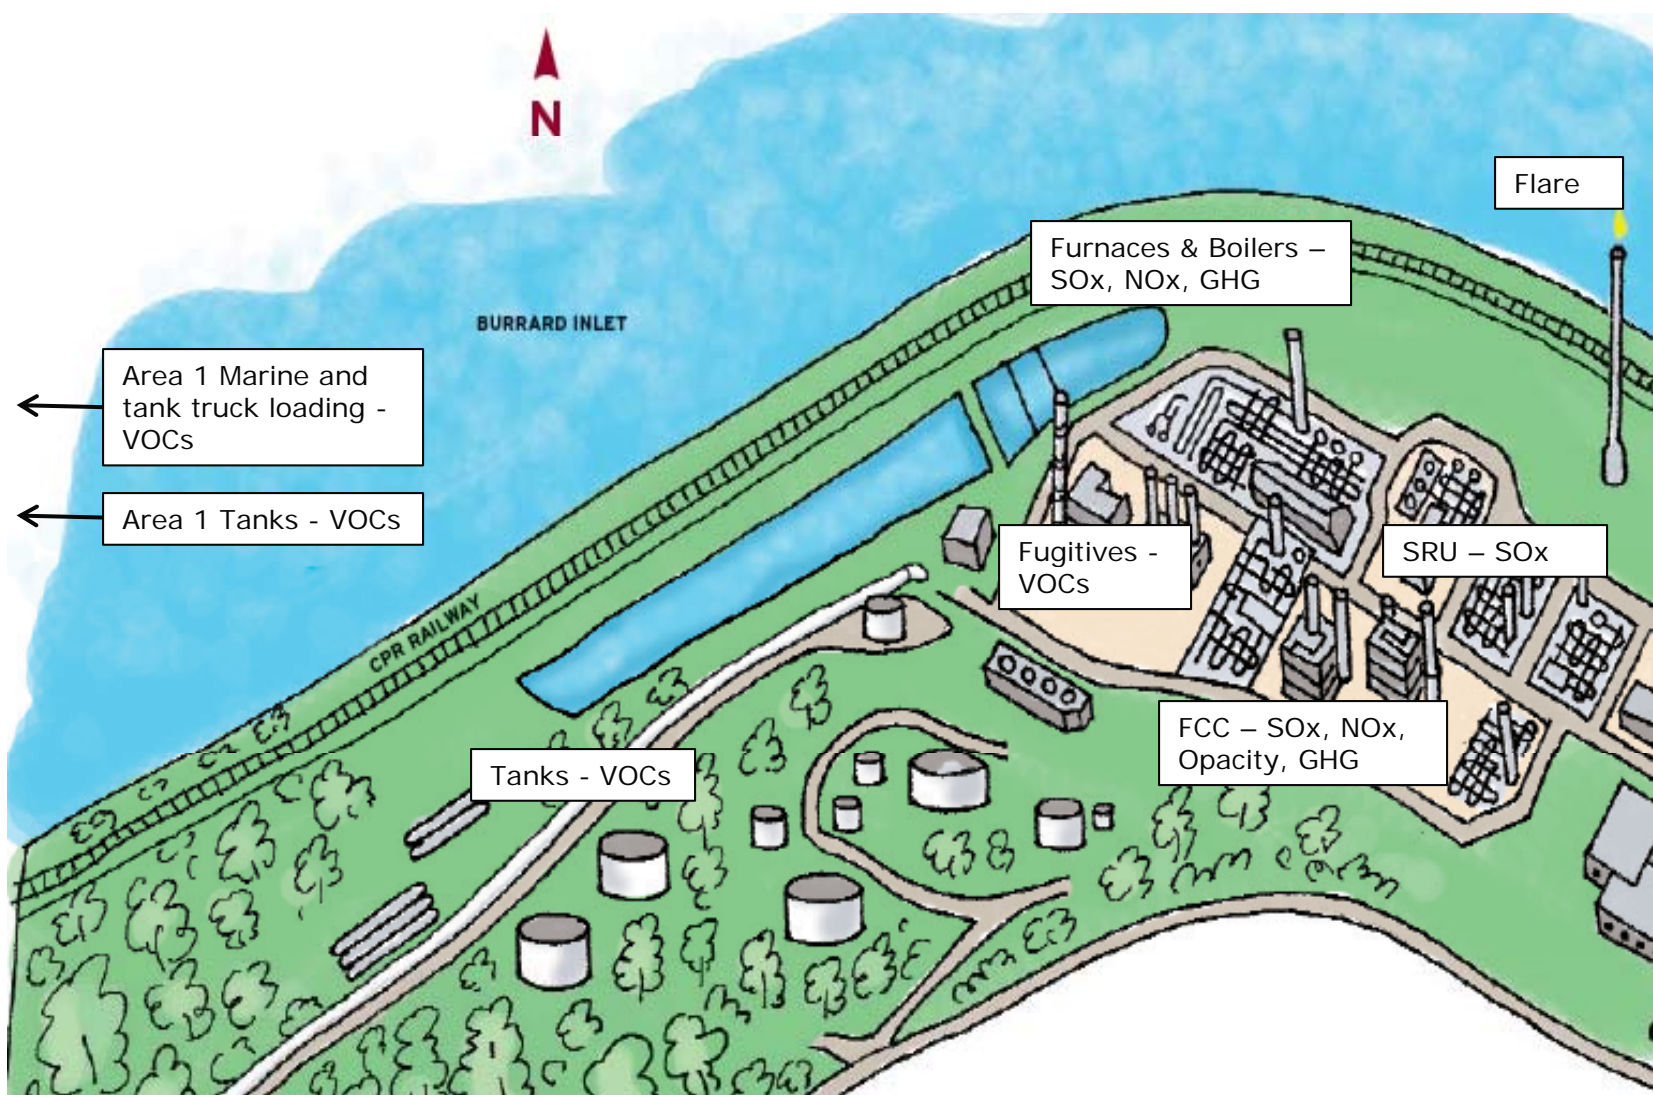 N
Flare
Furnaces & Boilers –
SOx, NOx, GHG
BURRARD INLET
Area 1 Marine and
tank truck loading -
VOCs
Area 1 Tanks - VOCs
Fugitives -
VOCs
SRU – SOx
CPR RAILWAY
FCC – SOx, NOx,
Opacity, GHG
Tanks - VOCs